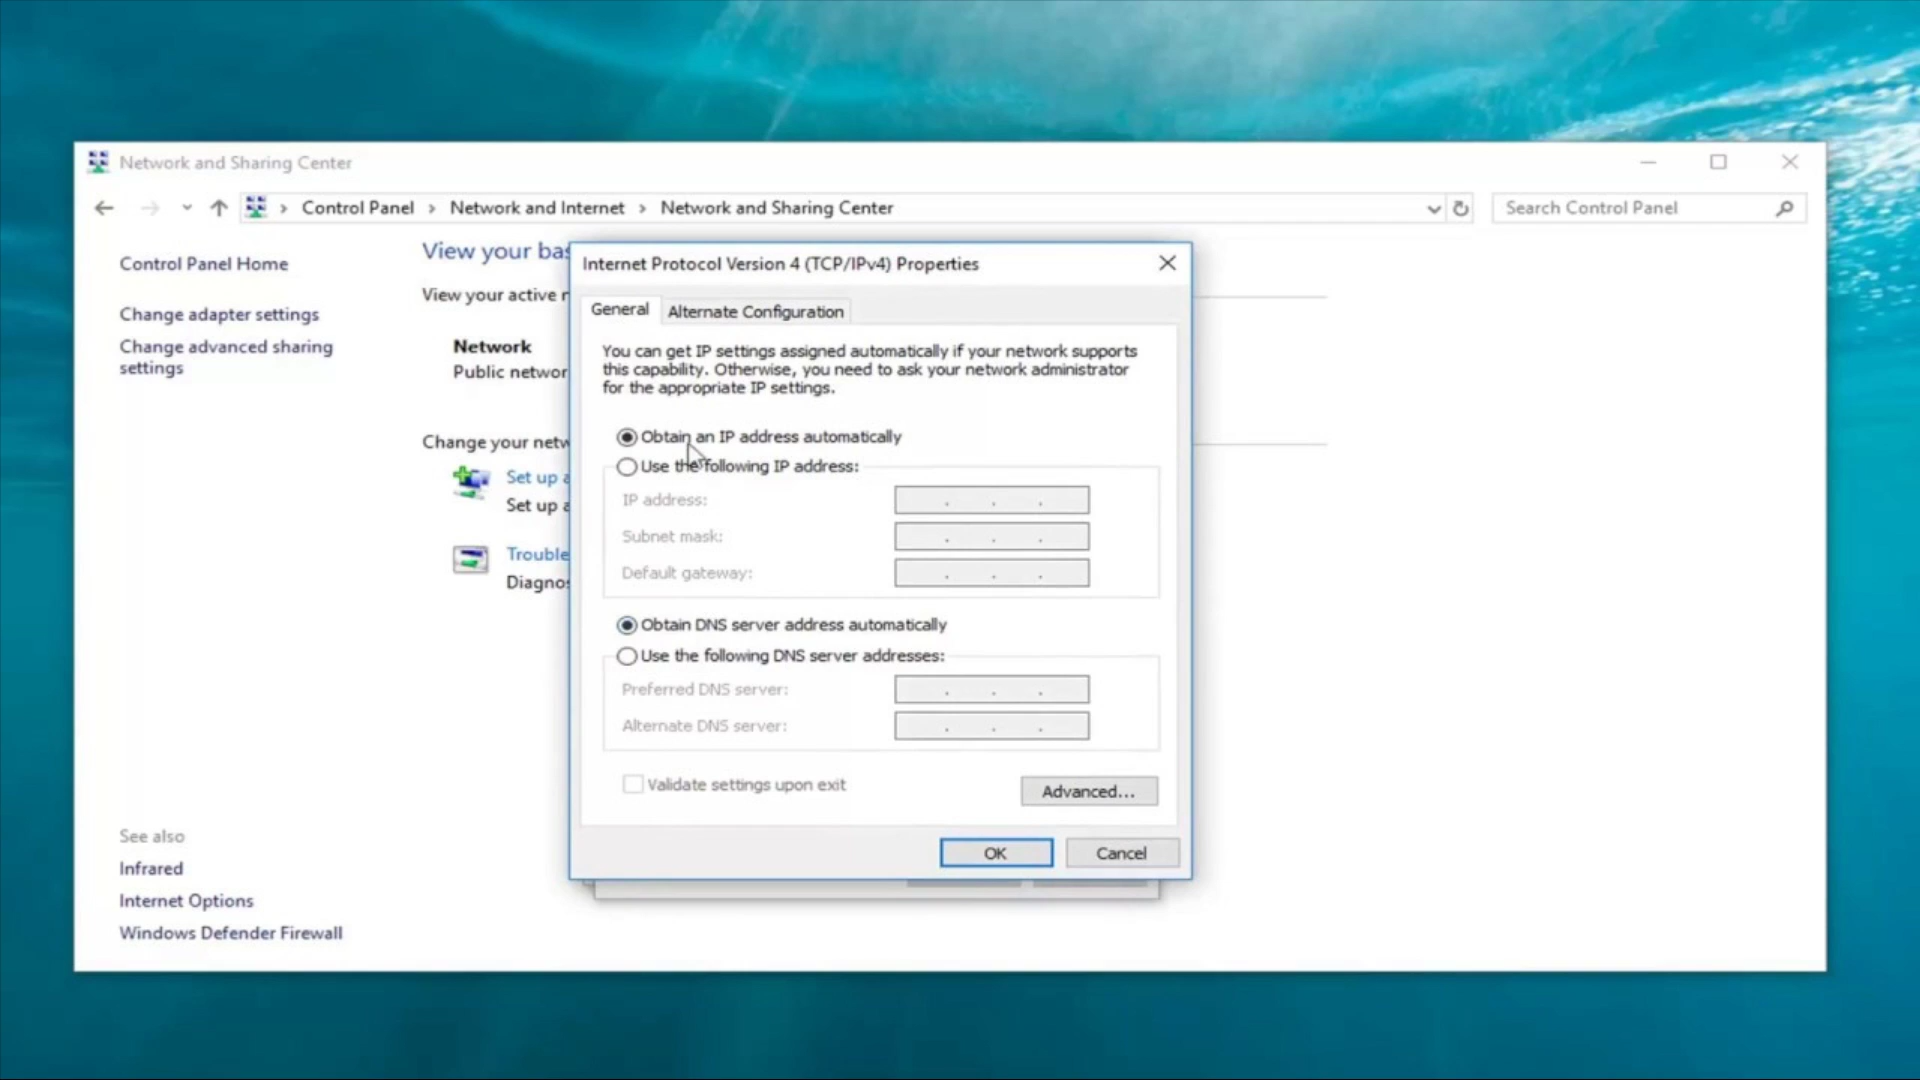 Network and Sharing Center
Control Panel > Network and Internet > Network and Sharing Center
Search Control Panel
Control Panel Home
Change adapter settings
Change advanced sharing
settings
See also
Infrared
Internet Options
Windows Defender Firewall
View your bas
View your active n
Network
Public networ
Change your netw
Set up a
Set up a
Trouble
Diagnos
Internet Protocol Version 4 (TCP/IPv4) Properties
General
Alternate Configuration
You can get IP settings assigned automatically if your network supports
this capability. Otherwise, you need to ask your network administrator
for the appropriate IP settings.
Obtain an IP address automatically
Use the following IP address:
IP address:
Subnet mask:
Default gateway:
Obtain DNS server address automatically
Use the following DNS server addresses:
Preferred DNS server:
Alternate DNS server:
Validate settings upon exit
Advanced...
OK
Cancel